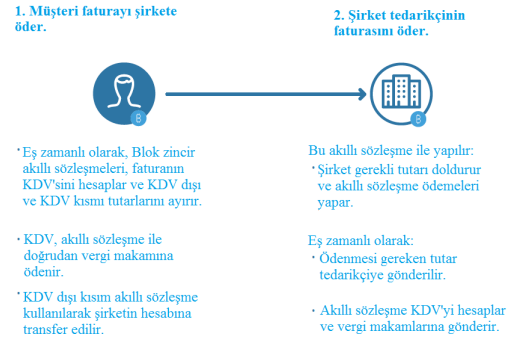 1. Müşteri faturayı şirkete
öder.
2. Şirket tedarikçinin
faturasını öder.
Eş zamanlı olarak, Blok zincir
akıllı sözleşmeleri, faturanın
KDV'sini hesaplar ve KDV dışı
ve KDV kısmı tutarlarını ayırır.
KDV, akıllı sözleşme ile
doğrudan vergi makamına
ödenir.
KDV dışı kısım akıllı sözleşme
kullanılarak şirketin hesabına
transfer edilir.
Bu akıllı sözleşme ile yapılır:
Şirket gerekli tutarı doldurur
ve akıllı sözleşme ödemeleri
yapar.
Eş zamanlı olarak:
Ödenmesi gereken tutar
tedarikçiye gönderilir.
Akıllı sözleşme KDV'yi hesaplar
ve vergi makamlarına gönderir.